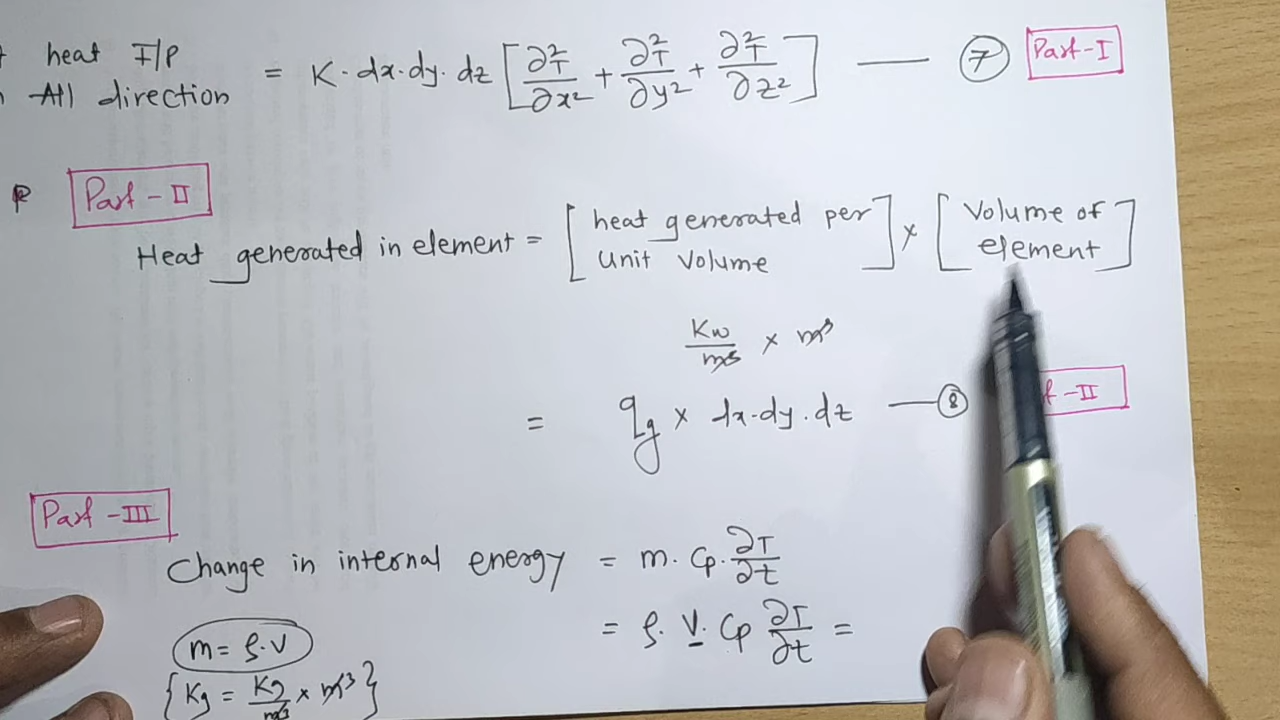 heat I/P
All direction = K·dx·dy·dz [∂²T/∂x² + ∂²T/∂y² + ∂²T/∂z²] —— ⑦ Part-I
Part-II
Heat generated in element = [heat generated per Unit Volume] × [Volume of element]
Kw/m³ × m³
= qg × dx·dy·dz —— ⑧ -II
Part-III
Change in internal energy = m·Cp·∂T/∂t
= ρ·V·Cp ∂T/∂t =
m = ρ·V
{Kg = Kg/m³ × m³}